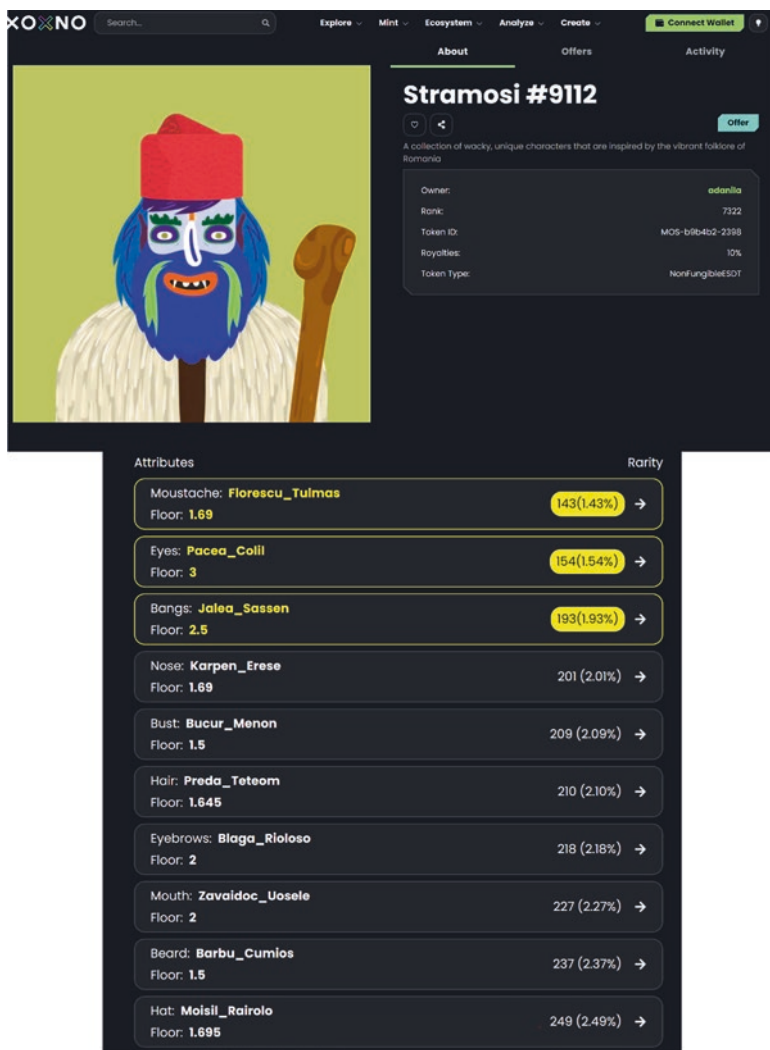 XOXNO Search... Explore Mint Ecosystem Analyze Create Connect Wallet
About Offers Activity
Stramosi #9112
Offer
A collection of wacky, unique characters that are inspired by the vibrant folklore of
Romania
Owner: adanila
Rank: 7322
Token ID: MOS-b9b4b2-2398
Royalties: 10%
Token Type: NonFungibleESDT
Attributes Rarity
Moustache: Florescu_Tulmas
Floor: 1.69
143(1.43%)
Eyes: Pacea_Colil
Floor: 3
154(1.54%)
Bangs: Jalea_Sassen
Floor: 2.5
193(1.93%)
Nose: Karpen_Erese
Floor: 1.69
201 (2.01%)
Bust: Bucur_Menon
Floor: 1.5
209 (2.09%)
Hair: Preda_Teteom
Floor: 1.645
210 (2.10%)
Eyebrows: Blaga_Rioloso
Floor: 2
218 (2.18%)
Mouth: Zavaidoc_Uosele
Floor: 2
227 (2.27%)
Beard: Barbu_Cumios
Floor: 1.5
237 (2.37%)
Hat: Moisil_Rairolo
Floor: 1.695
249 (2.49%)